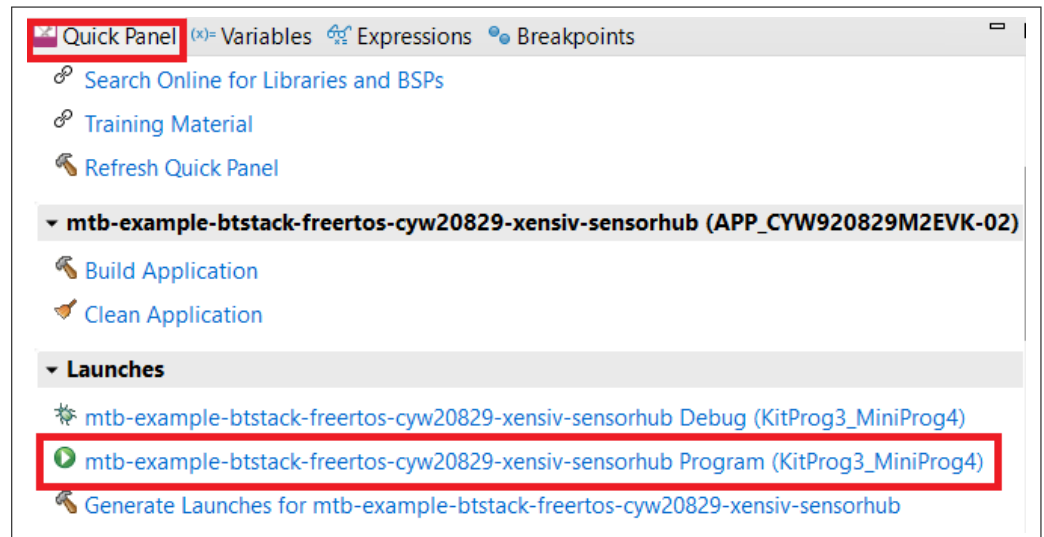 Quick Panel (x)= Variables Expressions Breakpoints
Search Online for Libraries and BSPs
Training Material
Refresh Quick Panel
mtb-example-btstack-freertos-cyw20829-xensiv-sensorhub (APP_CYW920829M2EVK-02)
Build Application
Clean Application
Launches
mtb-example-btstack-freertos-cyw20829-xensiv-sensorhub Debug (KitProg3_MiniProg4)
mtb-example-btstack-freertos-cyw20829-xensiv-sensorhub Program (KitProg3_MiniProg4)
Generate Launches for mtb-example-btstack-freertos-cyw20829-xensiv-sensorhub